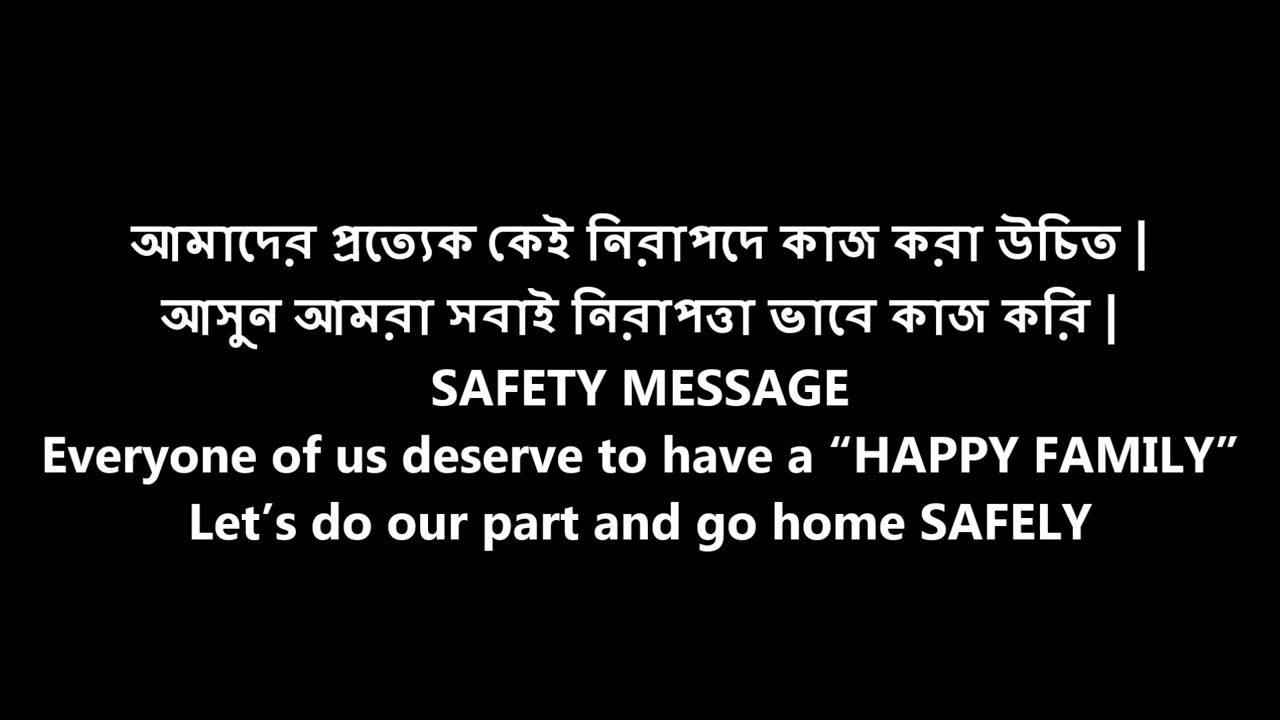 আমাদের প্রত্যেক কেই নিরাপদে কাজ করা উচিত |
আসুন আমরা সবাই নিরাপত্তা ভাবে কাজ করি |
SAFETY MESSAGE
Everyone of us deserve to have a “HAPPY FAMILY”
Let’s do our part and go home SAFELY